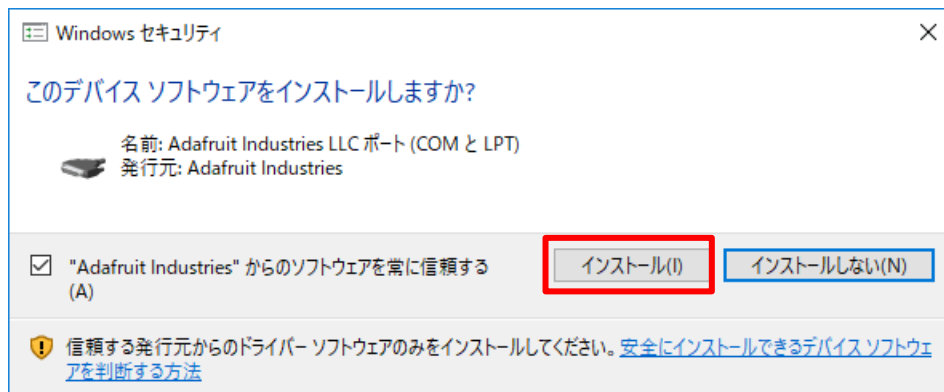 Windows セキュリティ
このデバイス ソフトウェアをインストールしますか?
名前: Adafruit Industries LLC ポート (COM と LPT)
発行元: Adafruit Industries
"Adafruit Industries" からのソフトウェアを常に信頼する
(A)
インストール(I)
インストールしない(N)
信頼する発行元からのドライバー ソフトウェアのみをインストールしてください。安全にインストールできるデバイス ソフトウェ
アを判断する方法